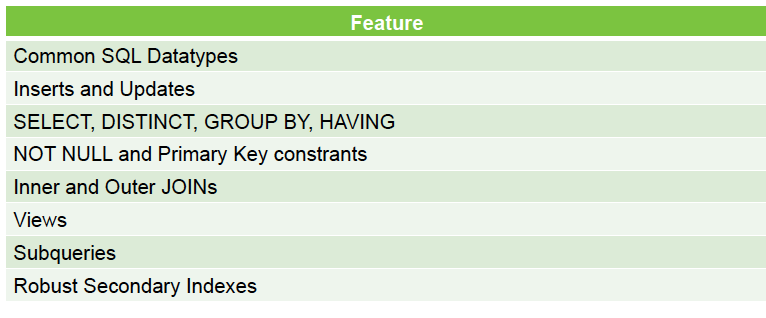 Feature
Common SQL Datatypes
Inserts and Updates
SELECT, DISTINCT, GROUP BY, HAVING
NOT NULL and Primary Key constrants
Inner and Outer JOINs
Views
Subqueries
Robust Secondary Indexes